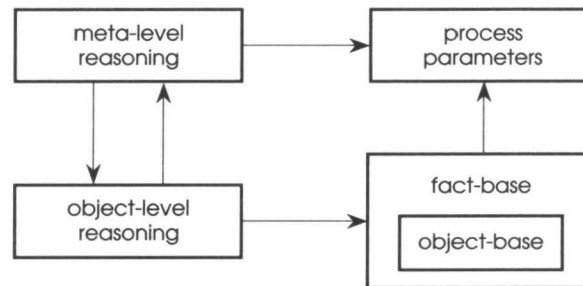 meta-level
reasoning
process
parameters
object-level
reasoning
fact-base
object-base